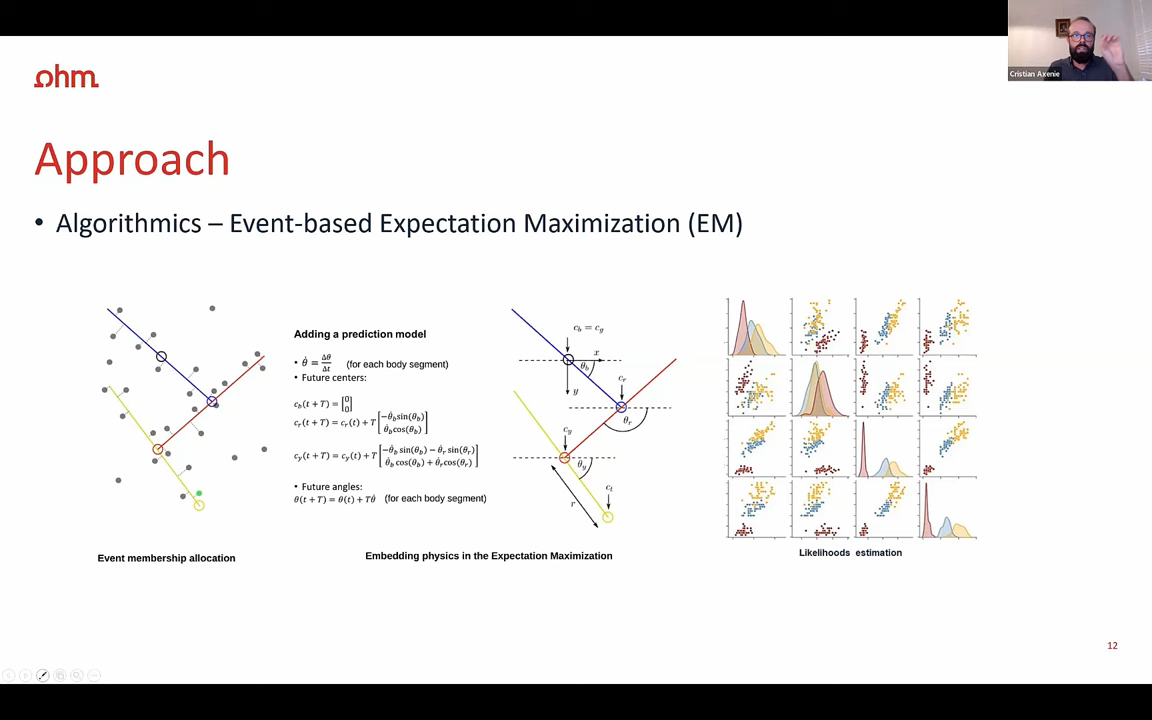 Cristian Axenie
Ωhm
Approach
• Algorithmics – Event-based Expectation Maximization (EM)
Adding a prediction model
• θ̇ = Δθ/Δt (for each body segment)
• Future centers:
c_b(t + T) = [0 0]
c_r(t + T) = c_r(t) + T [−θ̇_b sin(θ_b) θ̇_b cos(θ_b)]
c_y(t + T) = c_y(t) + T [−θ̇_b sin(θ_b) − θ̇_r sin(θ_r) θ̇_b cos(θ_b) + θ̇_r cos(θ_r)]
• Future angles:
θ(t + T) = θ(t) + Tθ̇ (for each body segment)
c_b = c_y
x
θ_b
y
c_r
θ_r
c_y
θ_y
r
c_t
Event membership allocation
Embedding physics in the Expectation Maximization
Likelihoods estimation
12